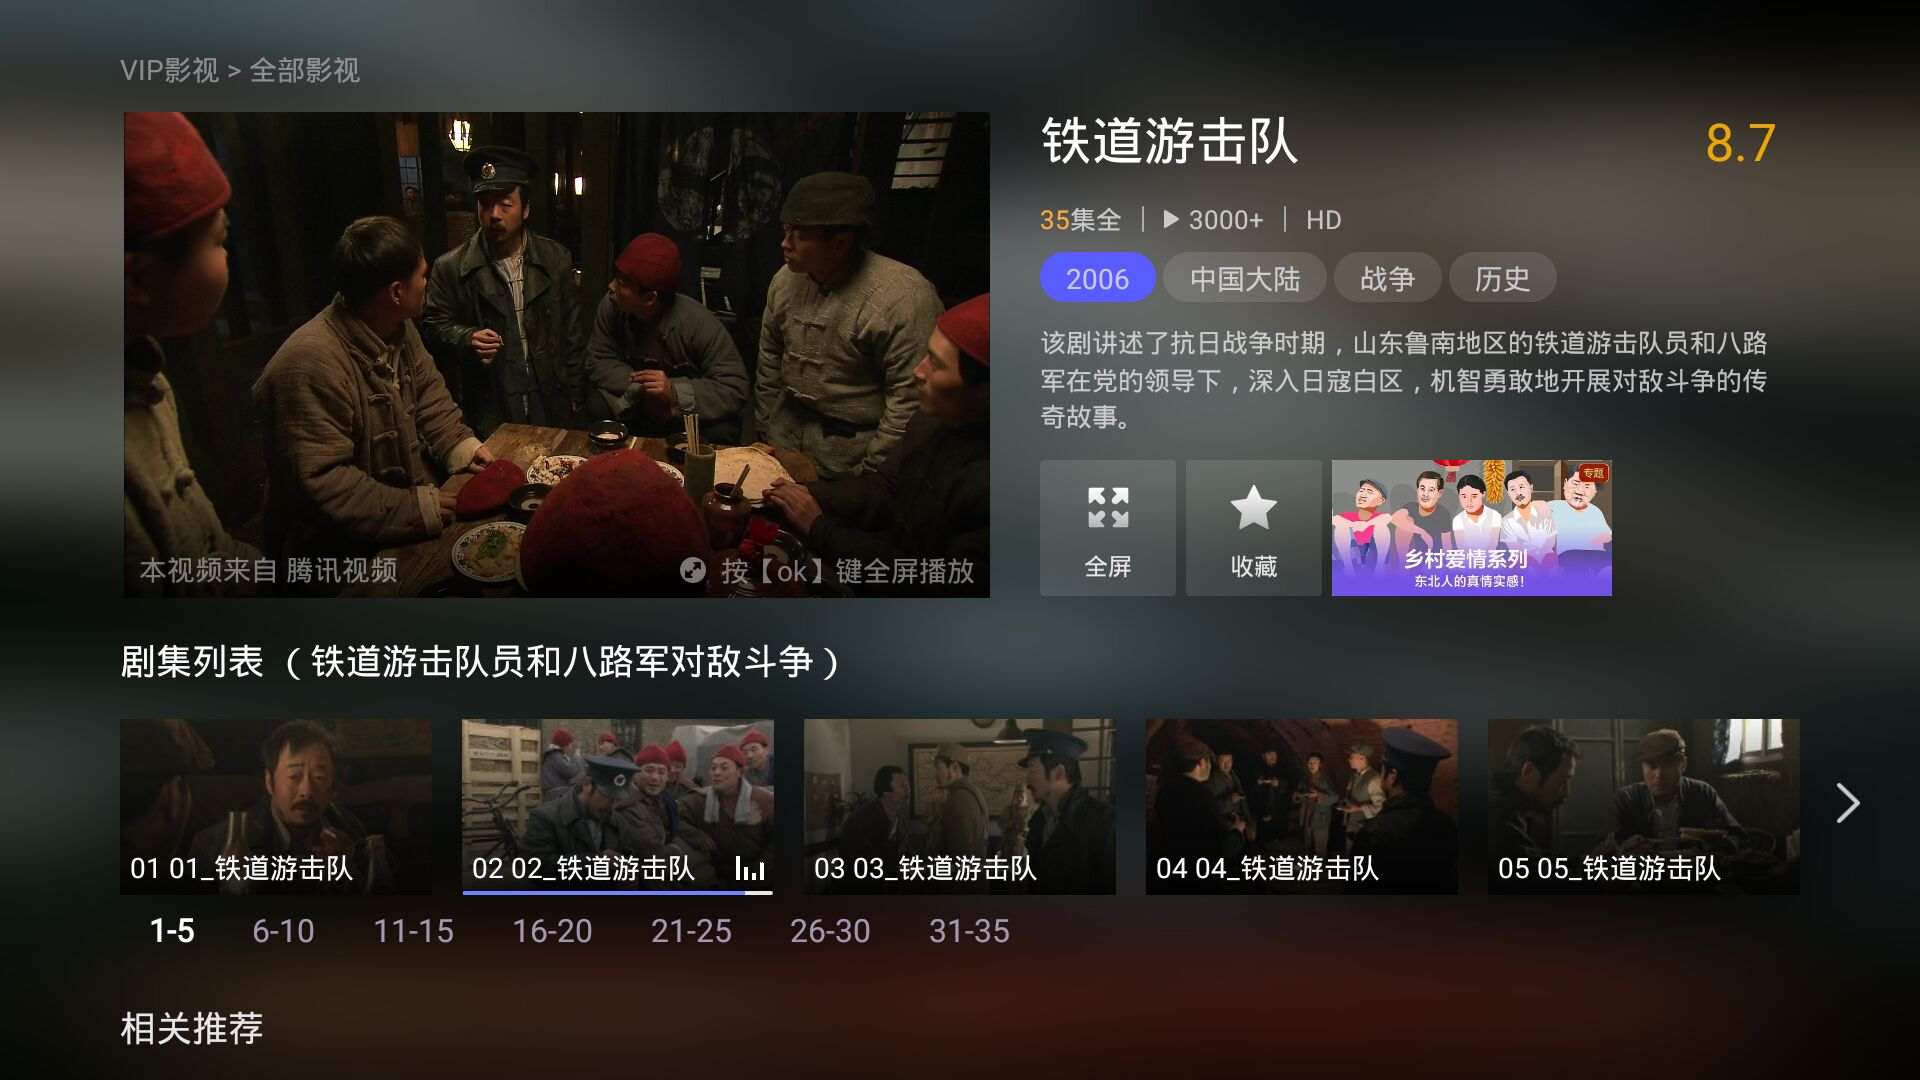 VIP影视 > 全部影视
铁道游击队
8.7
35集全 | 3000+ | HD
2006 中国大陆 战争 历史
该剧讲述了抗日战争时期，山东鲁南地区的铁道游击队员和八路
军在党的领导下，深入日寇白区，机智勇敢地开展对敌斗争的传
奇故事。
本视频来自 腾讯视频
按【ok】键全屏播放
全屏
收藏
专题
乡村爱情系列
东北人的真情实感!
剧集列表 （铁道游击队员和八路军对敌斗争）
01 01_铁道游击队
02 02_铁道游击队
03 03_铁道游击队
04 04_铁道游击队
05 05_铁道游击队
1-5 6-10 11-15 16-20 21-25 26-30 31-35
相关推荐